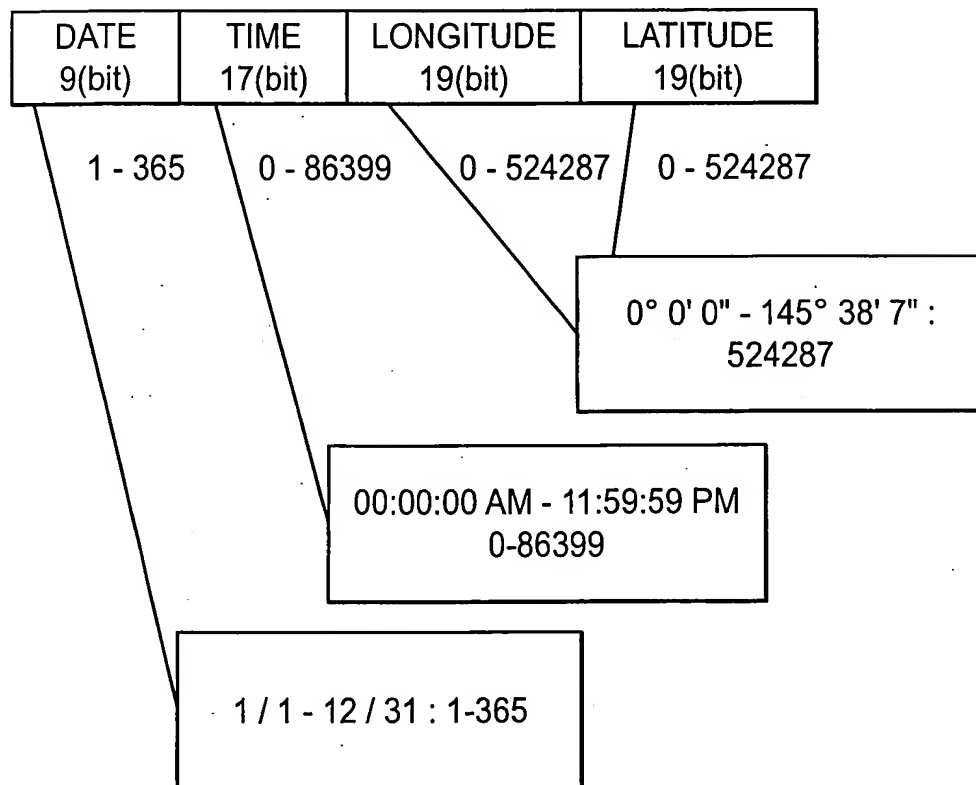 DATE TIME LONGITUDE LATITUDE
9(bit) 17(bit) 19(bit) 19(bit)
1 - 365 0 - 86399 0 - 524287 0 - 524287
0° 0' 0" - 145° 38' 7" :
524287
00:00:00 AM - 11:59:59 PM
0-86399
1 / 1 - 12 / 31 : 1-365